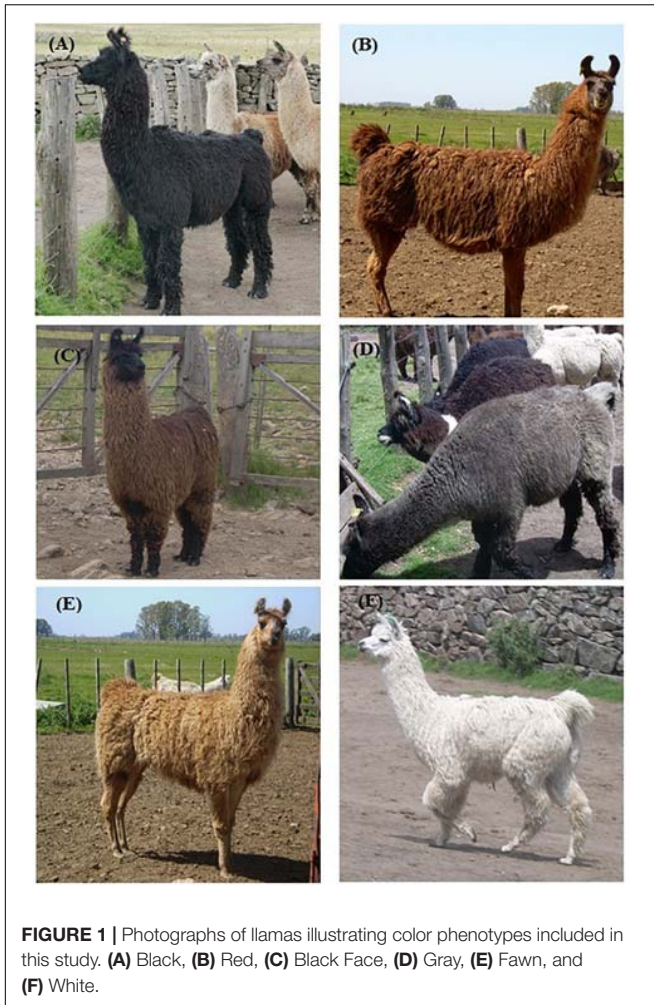 (A)
(B)
(C)
(D)
(E)
(F)
FIGURE 1 | Photographs of llamas illustrating color phenotypes included in
this study. (A) Black, (B) Red, (C) Black Face, (D) Gray, (E) Fawn, and
(F) White.